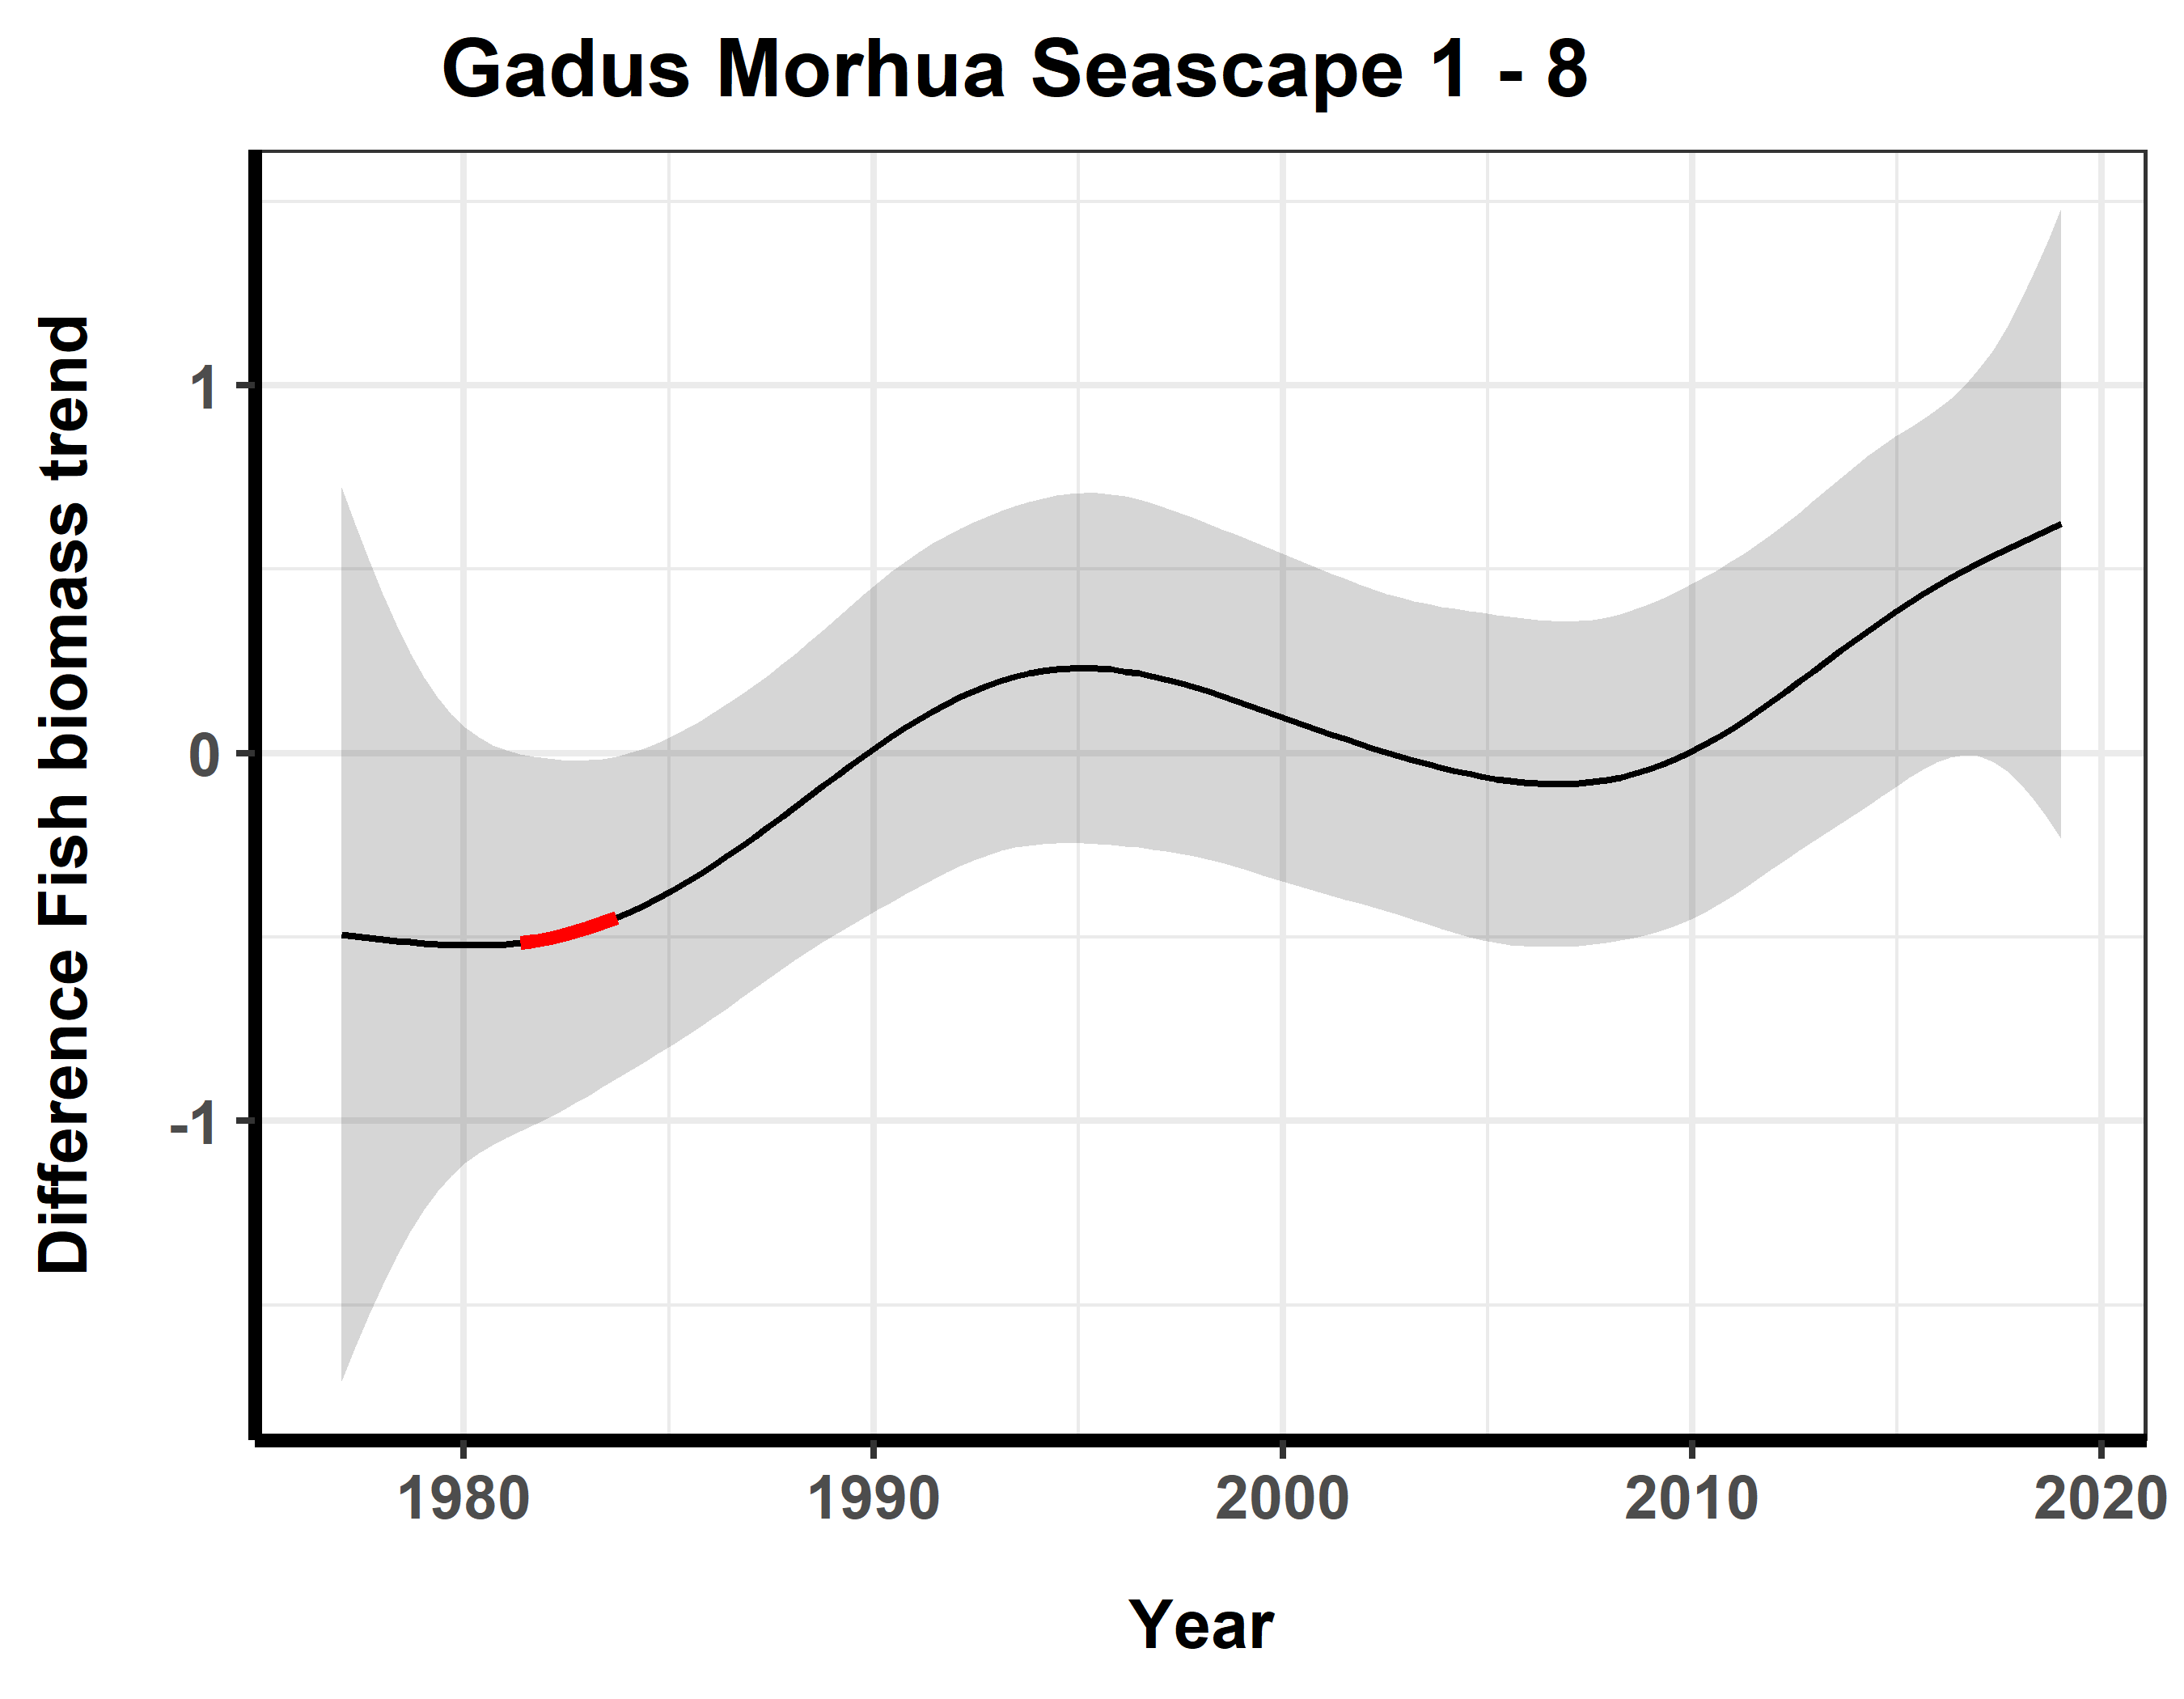 Gadus Morhua Seascape 1 - 8
Difference Fish biomass trend
1
0
-1
1980 1990 2000 2010 2020
Year